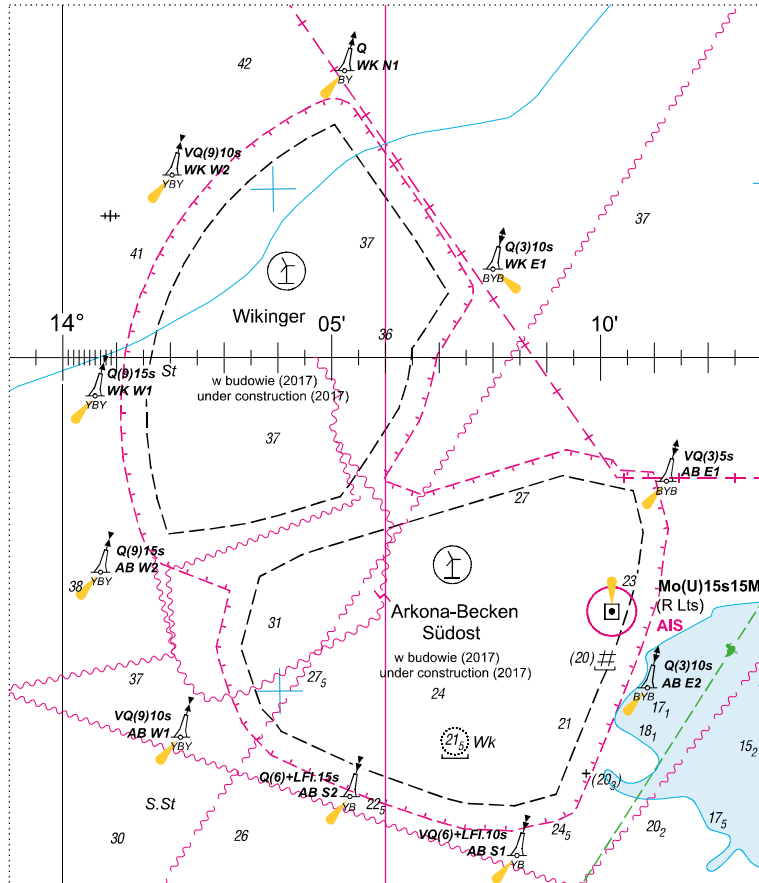 42
Q
WK N1
BY
VQ(9)10s
WK W2
YBY
37
Q(3)10s
WK E1
BYB
41
37
Wikinger
14°
05'
10'
36
St
Q(9)15s
WK W1
YBY
w budowie (2017)
under construction (2017)
37
VQ(3)5s
AB E1
BYB
27
Q(9)15s
AB W2
YBY
38
23
Mo(U)15s15M
(R Lts)
AIS
Arkona-Becken
Südost
31
w budowie (2017)
under construction (2017)
(20)
Q(3)10s
AB E2
BYB
37
27₅
24
17₁
VQ(9)10s
AB W1
YBY
21
18₁
21₅
Wk
15₂
Q(6)+LFl.15s
AB S2
YB
(20₃)
S.St
22₅
17₅
30
26
VQ(6)+LFl.10s
AB S1
YB
24₅
20₂